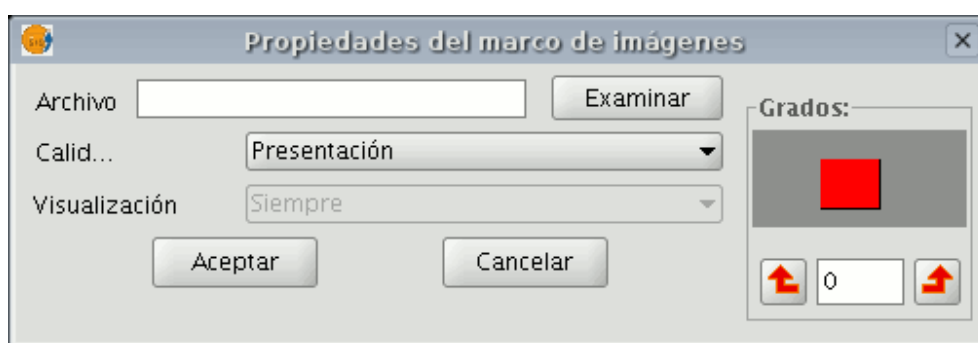 Propiedades del marco de imágenes
Archivo
Examinar
Calid...
Presentación
Visualización
Siempre
Aceptar
Cancelar
Grados:
0